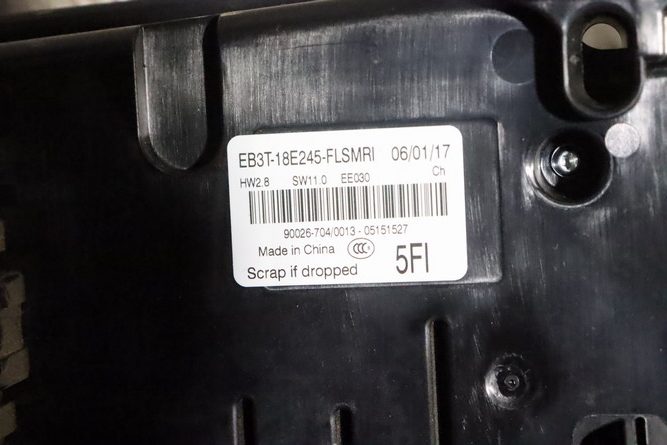 EB3T-18E245-FLSMRI 06/01/17
HW2.8 SW11.0 EE030 Ch
90026-704/0013 - 05151527
Made in China CCC
Scrap if dropped 5FI